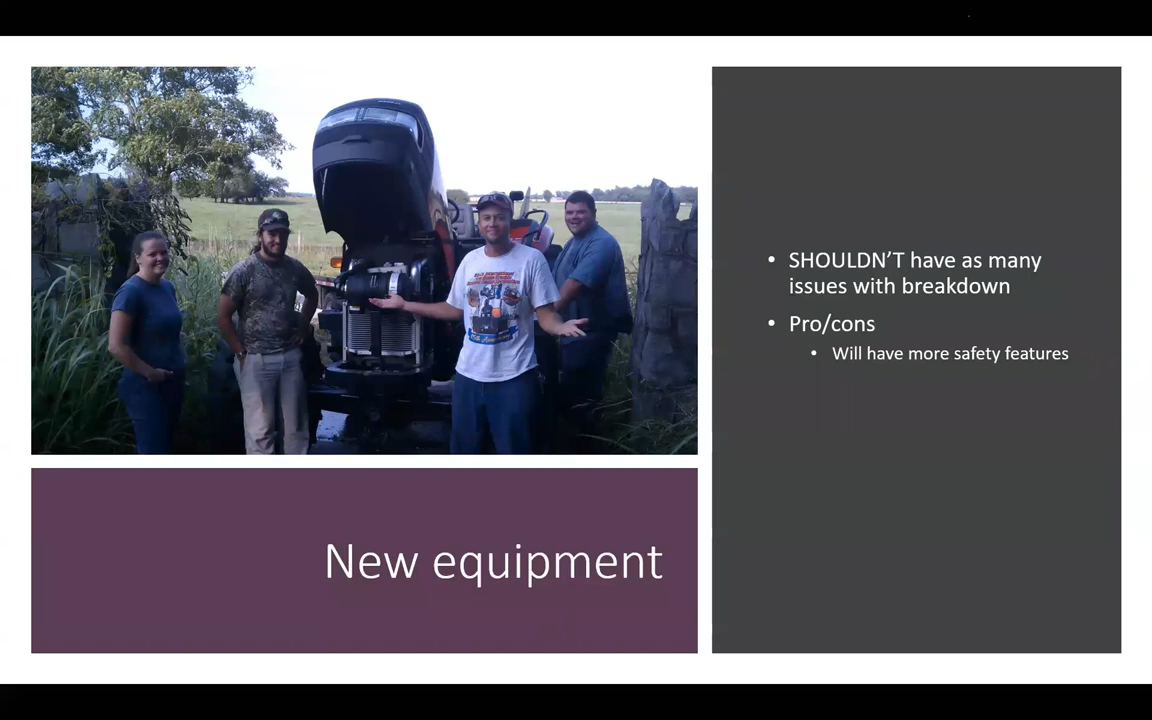 SHOULDN'T have as many
issues with breakdown
Pro/cons
Will have more safety features
New equipment